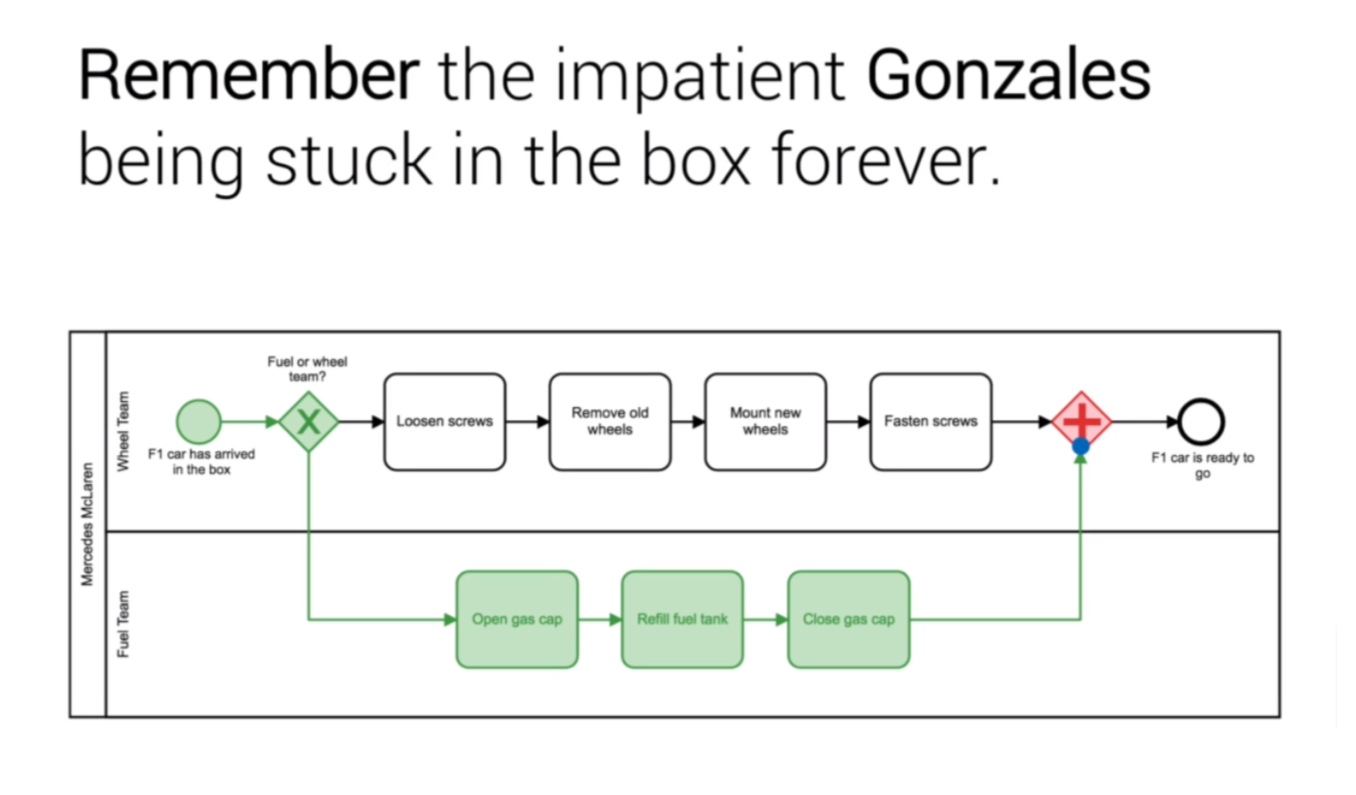 Remember the impatient Gonzales
being stuck in the box forever.
Mercedes McLaren
Wheel Team
F1 car has arrived
in the box
Fuel or wheel
team?
X
Loosen screws
Remove old
wheels
Mount new
wheels
Fasten screws
F1 car is ready to
go
Fuel Team
Open gas cap
Refill fuel tank
Close gas cap